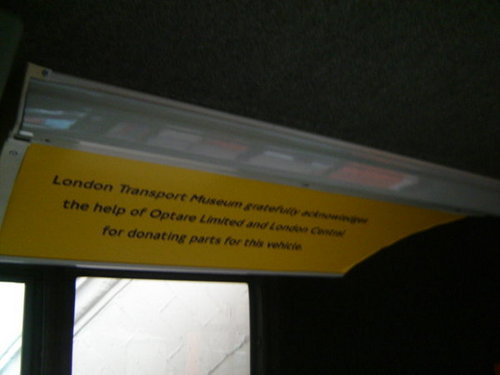 London Transport Museum gratefully acknowledges
the help of Optare Limited and London Central
for donating parts for this vehicle.